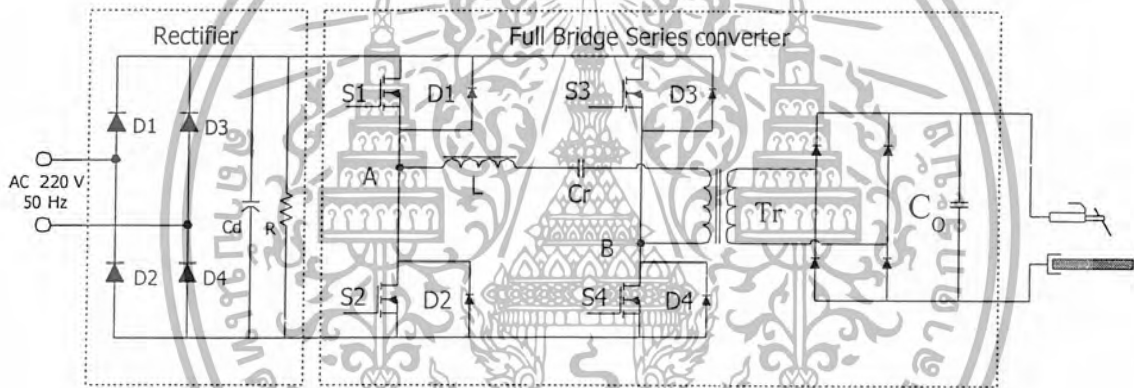 Rectifier
Full Bridge Series converter
S1
D1
S3
D3
D1
D3
AC 220 V
50 Hz
A
L
Cr
Tr
Co
Cd
R
B
D2
D4
S2
D2
S4
D4